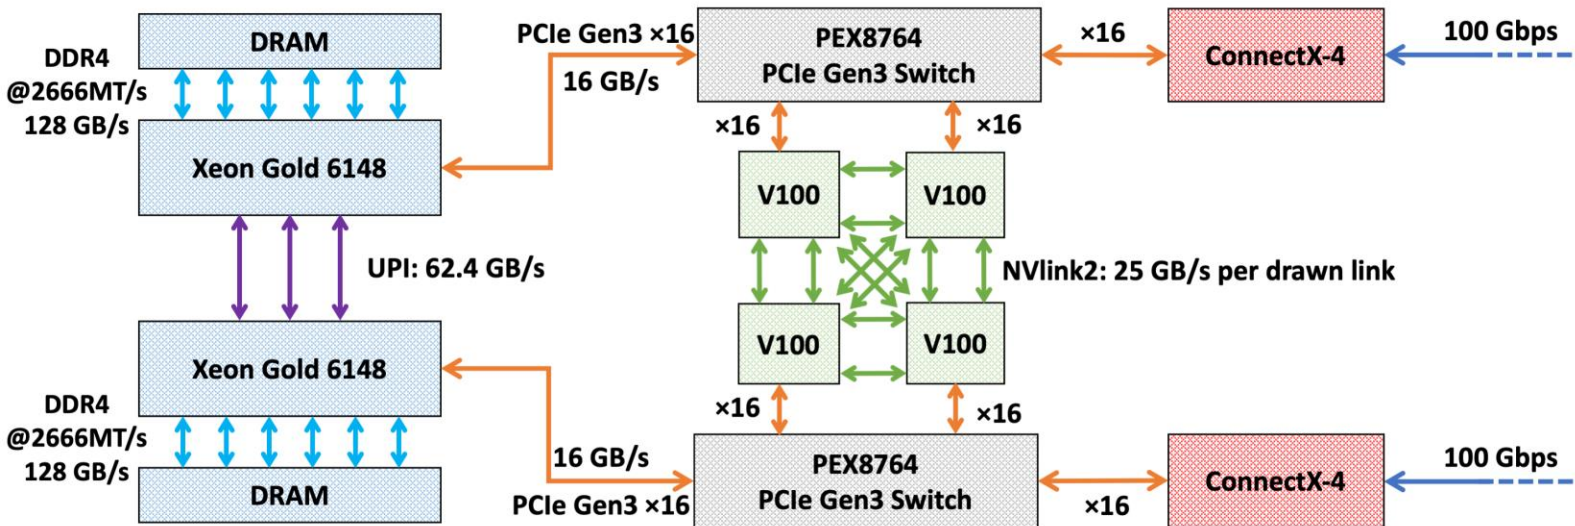 DRAM
DDR4
@2666MT/s
128 GB/s
Xeon Gold 6148
PCIe Gen3 ×16
16 GB/s
PEX8764
PCIe Gen3 Switch
×16
ConnectX-4
100 Gbps
×16
×16
V100
V100
UPI: 62.4 GB/s
NVlink2: 25 GB/s per drawn link
V100
V100
Xeon Gold 6148
DDR4
@2666MT/s
128 GB/s
DRAM
16 GB/s
PCIe Gen3 ×16
×16
×16
PEX8764
PCIe Gen3 Switch
×16
ConnectX-4
100 Gbps